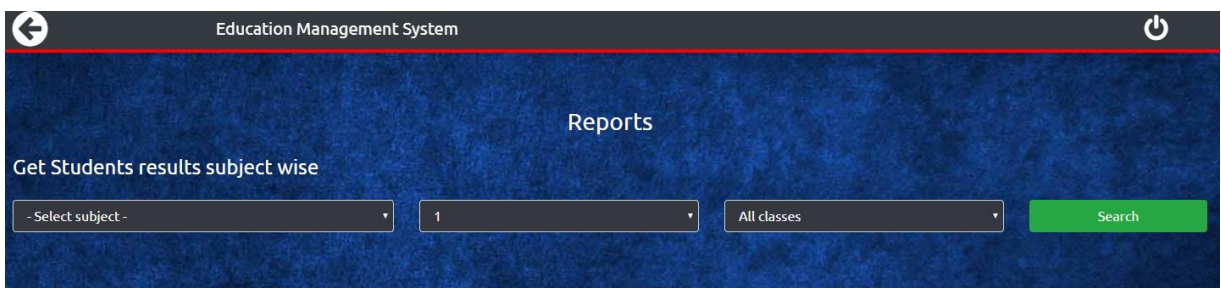 Education Management System
Reports
Get Students results subject wise
- Select subject -
1
All classes
Search